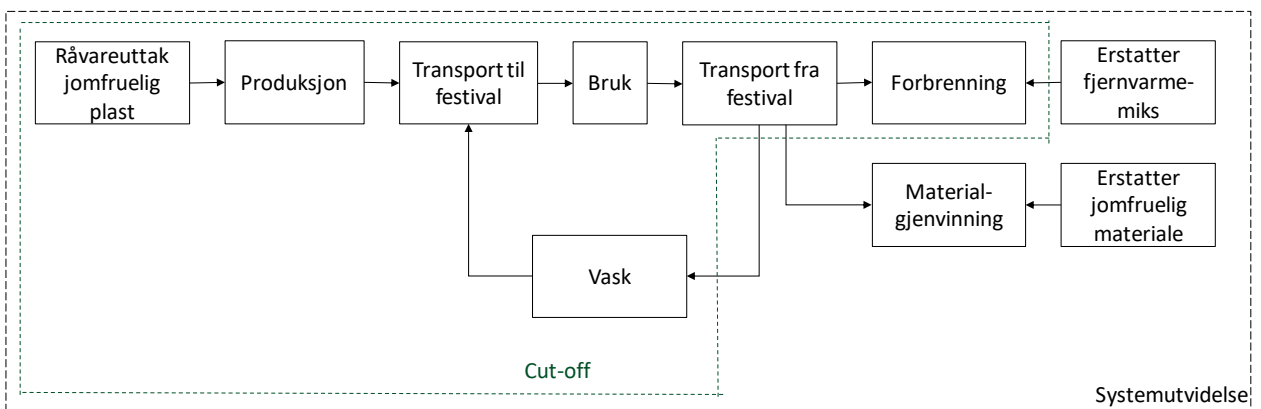 Råvareuttak
jomfruelig
plast
Produksjon
Transport til
festival
Bruk
Transport fra
festival
Forbrenning
Erstatter
fjernvarme-
miks
Material-
gjenvinning
Erstatter
jomfruelig
materiale
Vask
Cut-off
Systemutvidelse